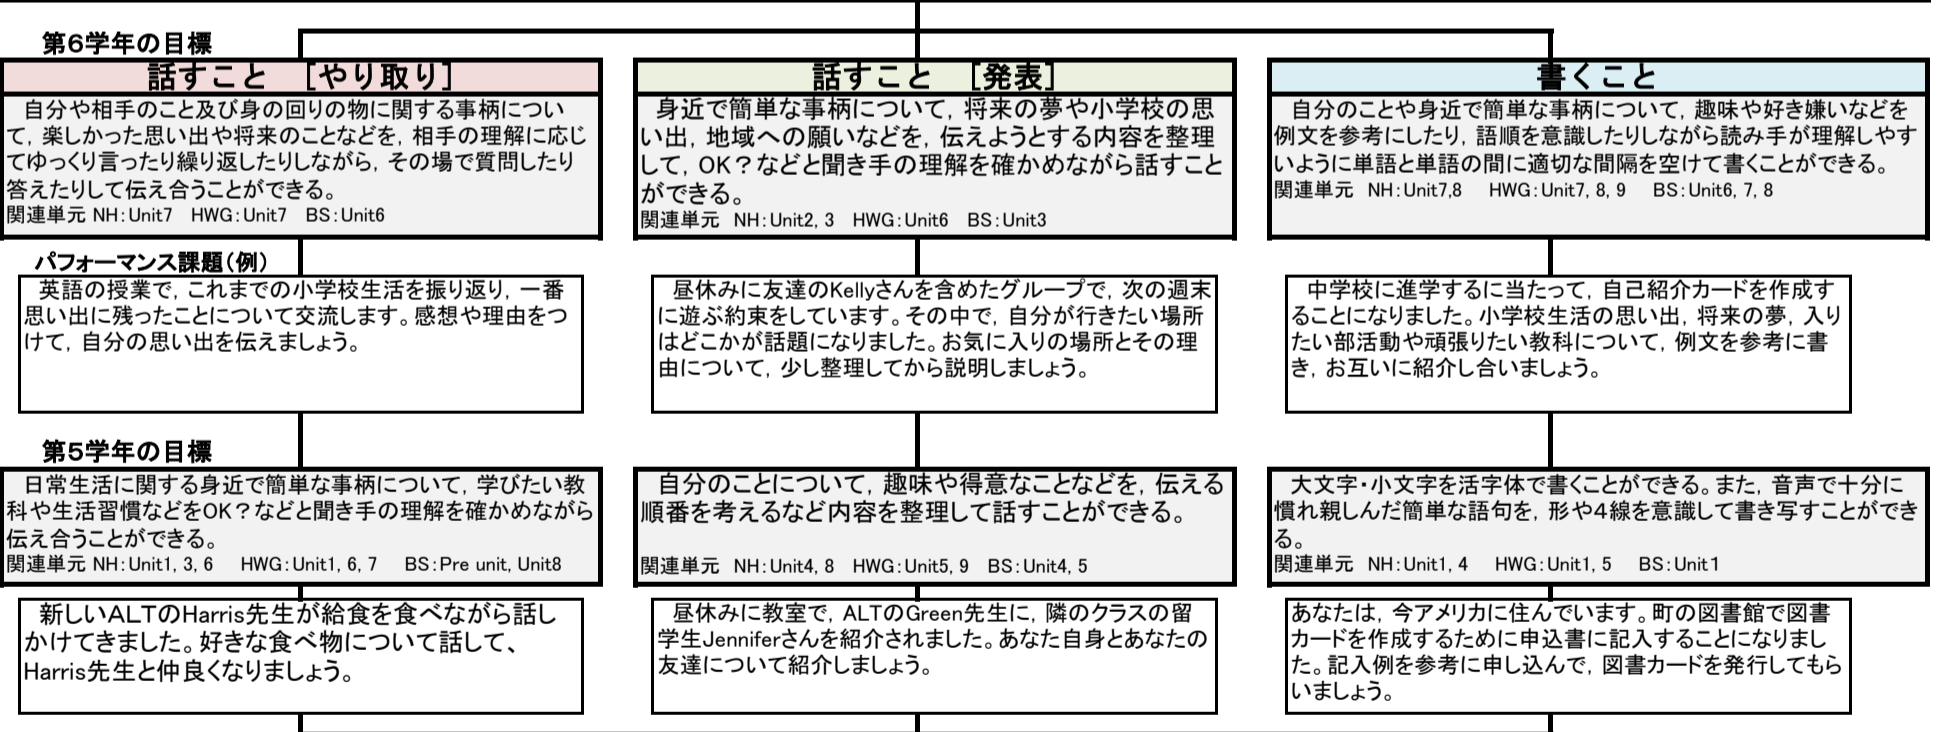 第6学年の目標
話すこと ［やり取り］
自分や相手のこと及び身の回りの物に関する事柄につい
て，楽しかった思い出や将来のことなどを，相手の理解に応じ
てゆっくり言ったり繰り返したりしながら，その場で質問したり
答えたりして伝え合うことができる。
関連単元 NH：Unit7 HWG：Unit7 BS：Unit6
話すこと ［発表］
身近で簡単な事柄について，将来の夢や小学校の思
い出，地域への願いなどを，伝えようとする内容を整理
して，OK？などと聞き手の理解を確かめながら話すこと
ができる。
関連単元 NH：Unit2, 3 HWG：Unit6 BS：Unit3
書くこと
自分のことや身近で簡単な事柄について，趣味や好き嫌いなどを
例文を参考にしたり，語順を意識したりしながら読み手が理解しやす
いように単語と単語の間に適切な間隔を空けて書くことができる。
関連単元 NH：Unit7,8 HWG：Unit7, 8, 9 BS：Unit6, 7, 8
パフォーマンス課題（例）
英語の授業で，これまでの小学校生活を振り返り，一番
思い出に残ったことについて交流します。感想や理由をつ
けて，自分の思い出を伝えましょう。
昼休みに友達のKellyさんを含めたグループで，次の週末
に遊ぶ約束をしています。その中で，自分が行きたい場所
はどこかが話題になりました。お気に入りの場所とその理
由について，少し整理してから説明しましょう。
中学校に進学するに当たって，自己紹介カードを作成す
ることになりました。小学校生活の思い出，将来の夢，入り
たい部活動や頑張りたい教科について，例文を参考に書
き，お互いに紹介し合いましょう。
第5学年の目標
日常生活に関する身近で簡単な事柄について，学びたい教
科や生活習慣などをOK？などと聞き手の理解を確かめながら
伝え合うことができる。
関連単元 NH：Unit1, 3, 6 HWG：Unit1, 6, 7 BS：Pre unit, Unit8
自分のことについて，趣味や得意なことなどを，伝える
順番を考えるなど内容を整理して話すことができる。
関連単元 NH：Unit4, 8 HWG：Unit5, 9 BS：Unit4, 5
大文字・小文字を活字体で書くことができる。また，音声で十分に
慣れ親しんだ簡単な語句を，形や４線を意識して書き写すことができ
る。
関連単元 NH：Unit1, 4 HWG：Unit1, 5 BS：Unit1
新しいALTのHarris先生が給食を食べながら話し
かけてきました。好きな食べ物について話して、
Harris先生と仲良くなりましょう。
昼休みに教室で，ALTのGreen先生に，隣のクラスの留
学生Jenniferさんを紹介されました。あなた自身とあなたの
友達について紹介しましょう。
あなたは，今アメリカに住んでいます。町の図書館で図書
カードを作成するために申込書に記入することになりまし
た。記入例を参考に申し込んで，図書カードを発行してもら
いましょう。